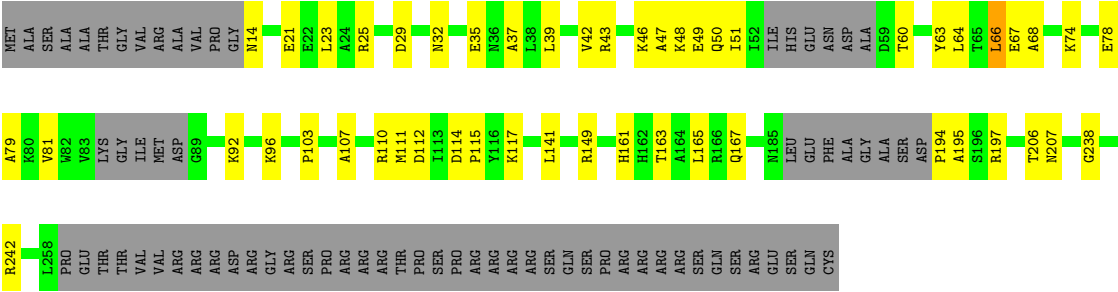 MET ALA SER ALA ALA ALA THR GLY VAL ARG ALA VAL PRO GLY N14 E21 E22 L23 A24 R25 D29 N32 E35 N36 A37 L38 L39 V42 R43 K46 A47 K48 E49 Q50 I51 I52 ILE HIS GLU ASN ASP ALA D59 T60 Y63 L64 T65 L66 E67 A68 K74 E78
A79 K80 V81 W82 V83 LYS GLY ILE MET ASP G89 K92 K96 P103 A107 R110 M111 D112 I113 D114 P115 Y116 K117 L141 R149 H161 H162 T163 A164 L165 R166 Q167 N185 LEU GLU PHE ALA GLY ALA SER ASP P194 A195 S196 R197 T206 N207 G238
R242 L258 PRO GLU THR THR VAL VAL ARG ARG ARG ASP ARG GLY ARG SER PRO ARG ARG ARG THR PRO SER PRO ARG ARG ARG ARG SER GLN SER PRO ARG ARG ARG ARG SER GLN SER ARG GLU SER GLN CYS